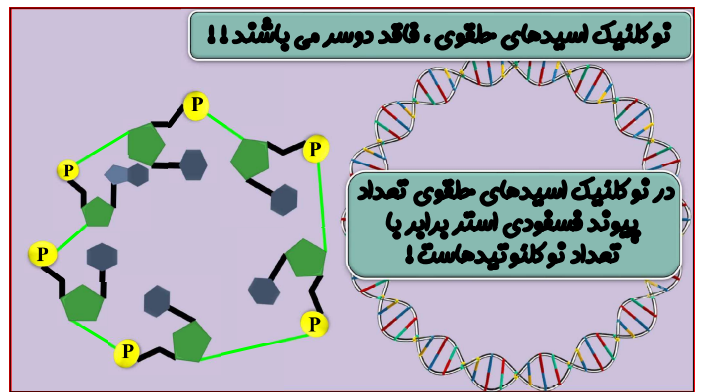 نوکلئیک اسیدهای حلقوی ، فاقد دوسر می باشند !!
در نوکلئیک اسیدهای حلقوی تعداد
پیوند فسفودی استر برابر با
تعداد نوکلئوتیدهاست !
P
P
P
P
P
P